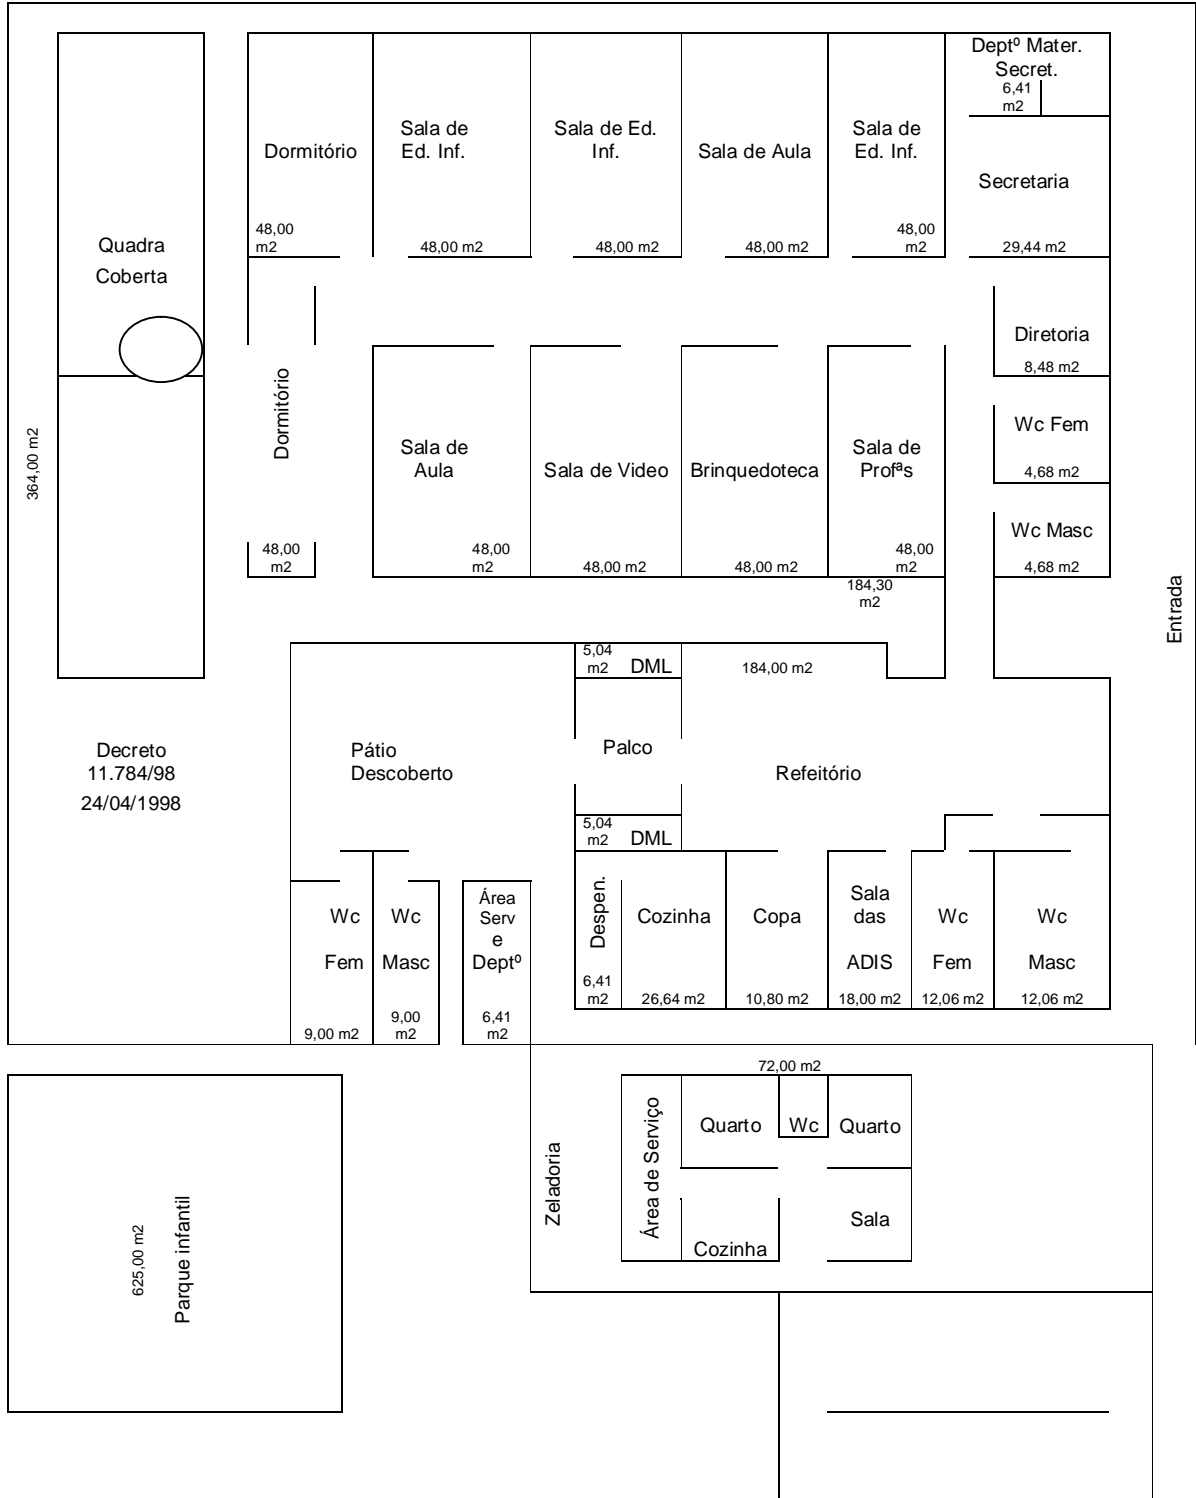 Deptº Mater.
Secret.
6,41
m2
Dormitório
Sala de
Ed. Inf.
Sala de Ed.
Inf.
Sala de Aula
Sala de
Ed. Inf.
Secretaria
48,00
m2
48,00 m2
48,00 m2
48,00 m2
48,00
m2
29,44 m2
Quadra
Coberta
364,00 m2
Diretoria
8,48 m2
Wc Fem
4,68 m2
Wc Masc
4,68 m2
Entrada
Dormitório
48,00
m2
Sala de
Aula
48,00
m2
Sala de Video
48,00 m2
Brinquedoteca
48,00 m2
Sala de
Profªs
48,00
m2
184,30
m2
5,04
m2
DML
184,00 m2
Decreto
11.784/98
24/04/1998
Pátio
Descoberto
Palco
Refeitório
5,04
m2
DML
Wc
Fem
9,00 m2
Wc
Masc
9,00
m2
Área
Serv
e
Deptº
6,41
m2
Despen.
6,41
m2
Cozinha
26,64 m2
Copa
10,80 m2
Sala
das
ADIS
18,00 m2
Wc
Fem
12,06 m2
Wc
Masc
12,06 m2
72,00 m2
Zeladoria
Área de Serviço
Quarto
Wc
Quarto
Cozinha
Sala
625,00 m2
Parque infantil